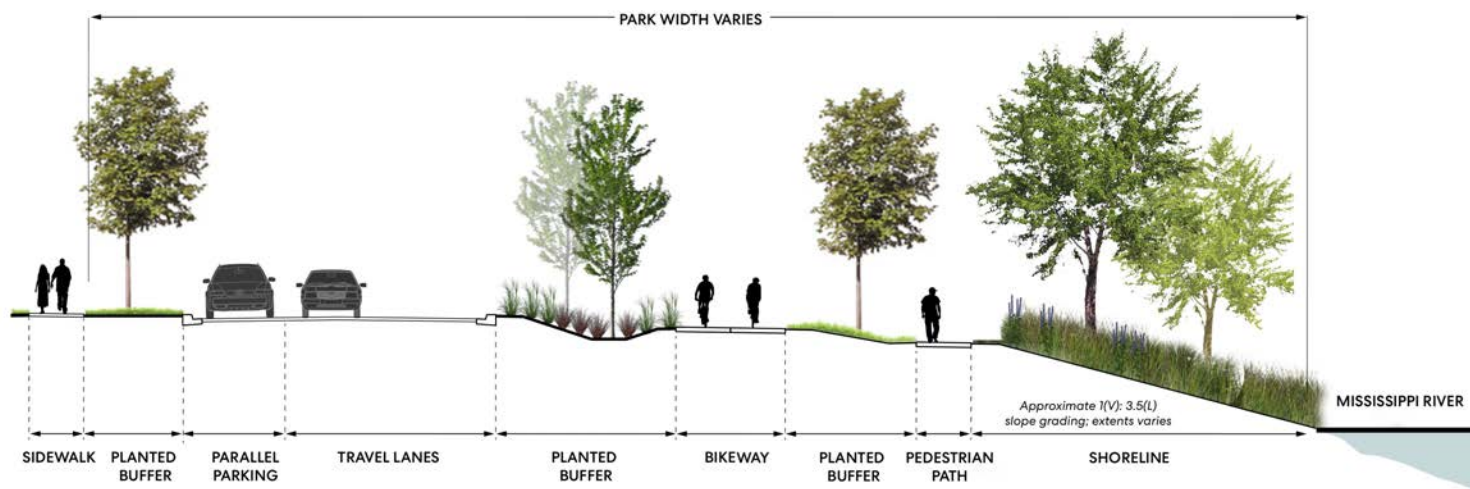 PARK WIDTH VARIES
Approximate 1(V): 3.5(L)
slope grading; extents varies
MISSISSIPPI RIVER
SIDEWALK
PLANTED
BUFFER
PARALLEL
PARKING
TRAVEL LANES
PLANTED
BUFFER
BIKEWAY
PLANTED
BUFFER
PEDESTRIAN
PATH
SHORELINE